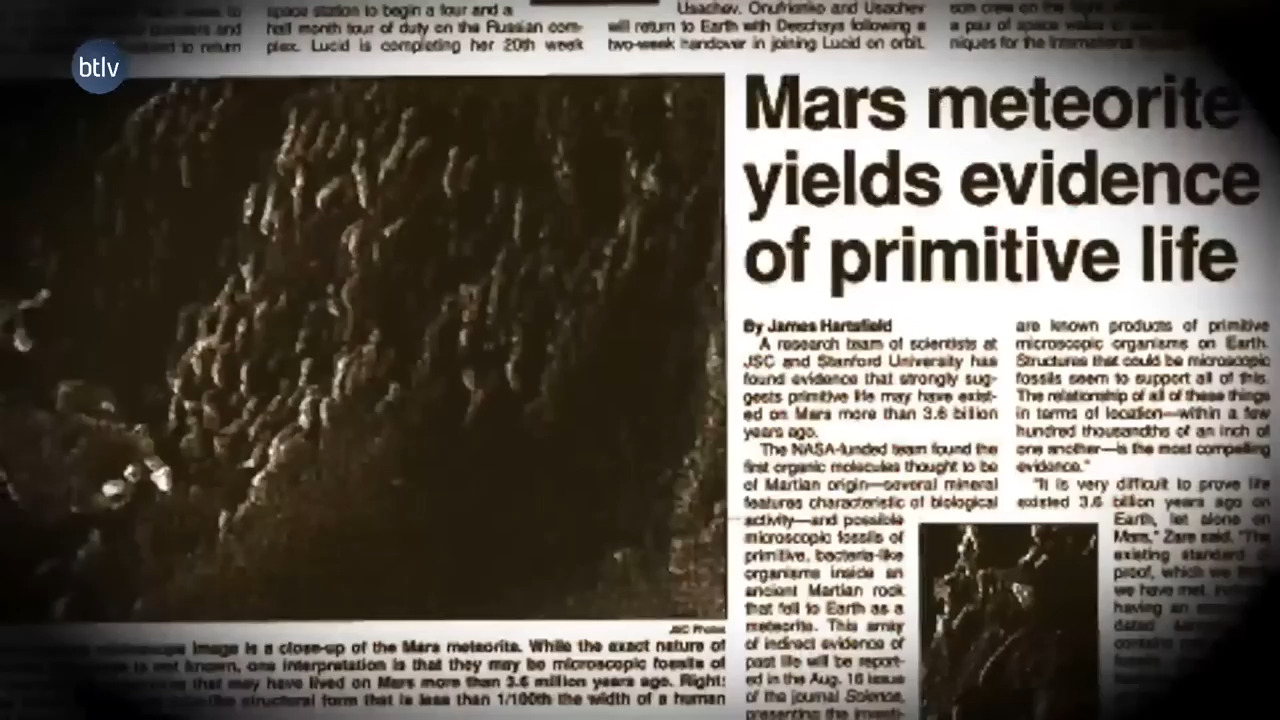 btlv
space station to begin a four and a
half month tour of duty on the Russian com-
plex. Lucid is completing her 20th week
Usachev. Onufrienko and Usachev
will return to Earth with Deschays following a
two-week handover in joining Lucid on orbit.
a pair of space
niques for the International
to return
Mars meteorite
yields evidence
of primitive life
By James Hartsfield
A research team of scientists at
JSC and Stanford University has
found evidence that strongly sug-
gests primitive life may have exist-
ed on Mars more than 3.6 billion
years ago.
The NASA-funded team found the
first organic molecules thought to be
of Martian origin—several mineral
features characteristic of biological
activity—and possible
microscopic fossils of
primitive, bacteria-like
organisms inside an
ancient Martian rock
that fell to Earth as a
meteorite. This array
of indirect evidence of
past life will be report-
ed in the Aug. 16 issue
of the journal Science,
presenting the investi-
are known products of primitive
microscopic organisms on Earth.
Structures that could be microscopic
fossils seem to support all of this.
The relationship of all of these things
in terms of location—within a few
hundred thousandths of an inch of
one another—is the most compelling
evidence."
"It is very difficult to prove life
existed 3.6 billion years ago on
Earth, let alone on
Mars," Zare said. "The
existing standard of
proof, which we
we have met,
having an
JSC Photos
image is a close-up of the Mars meteorite. While the exact nature of
is not known, one interpretation is that they may be microscopic fossils of
that may have lived on Mars more than 3.6 million years ago. Right:
structural form that is less than 1/100th the width of a human